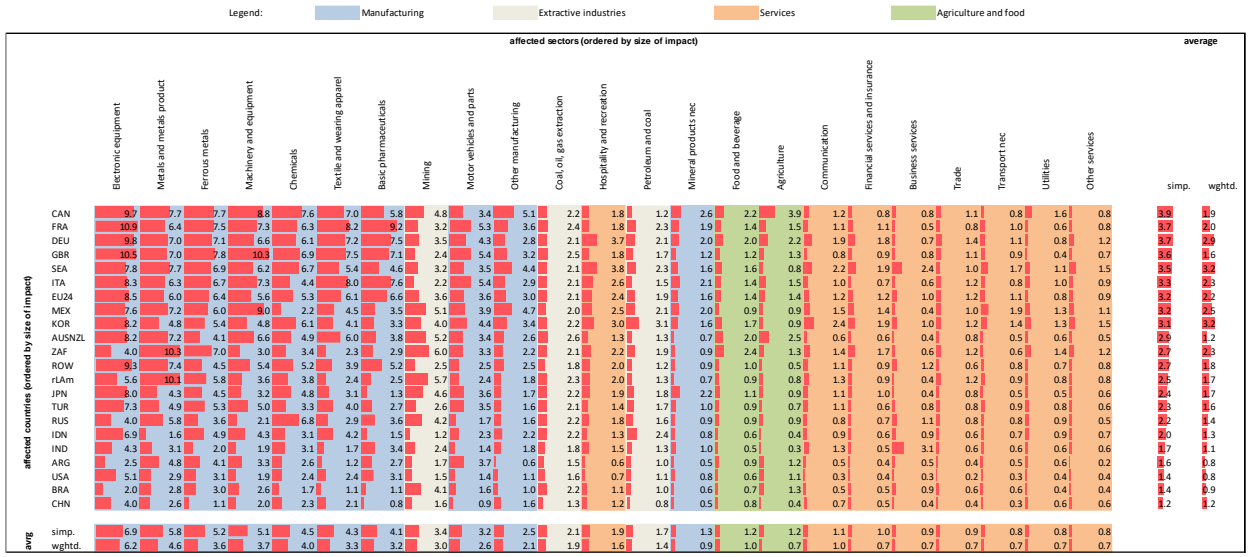 Legend: Manufacturing Extractive industries Services Agriculture and food
affected sectors (ordered by size of impact) average
Electronic equipment
Metals and metals product
Ferrous metals
Machinery and equipment
Chemicals
Textile and wearing apparel
Basic pharmaceuticals
Mining
Motor vehicles and parts
Other manufacturing
Coal, oil, gas extraction
Hospitality and recreation
Petroleum and coal
Mineral products nec
Food and beverage
Agriculture
Communication
Financial services and insurance
Business services
Trade
Transport nec
Utilities
Other services
simp. wghtd.
affected countries (ordered by size of impact)
CAN 9.7 7.7 7.7 8.8 7.6 7.0 5.8 4.8 3.4 5.1 2.2 1.8 1.2 2.6 2.2 3.9 1.2 0.8 0.8 1.1 0.8 1.6 0.8 3.9 1.9
FRA 10.9 6.4 7.5 7.3 6.3 8.2 9.2 3.2 5.3 3.6 2.4 1.8 2.3 1.9 1.4 1.5 1.1 1.1 0.5 0.8 1.0 0.6 0.8 3.7 2.0
DEU 9.8 7.0 7.1 6.6 6.1 7.2 7.5 3.5 4.3 2.8 2.1 3.7 2.1 2.0 2.0 2.2 1.9 1.8 0.7 1.4 1.1 0.8 1.2 3.7 2.9
GBR 10.5 7.0 7.8 10.3 6.9 7.5 7.1 2.4 5.4 3.2 2.5 1.8 1.7 1.2 1.2 1.3 0.8 0.9 0.8 1.1 0.9 0.4 0.7 3.6 1.6
SEA 7.8 7.7 6.9 6.2 6.7 5.4 4.6 3.2 3.5 4.4 2.1 3.8 2.3 1.6 1.6 0.8 2.2 1.9 2.4 1.0 1.7 1.1 1.5 3.5 3.2
ITA 8.3 6.3 6.7 7.3 4.4 8.0 7.6 2.2 5.4 2.9 2.1 2.6 1.5 2.1 1.4 1.5 1.0 0.7 0.6 1.2 0.8 1.0 0.9 3.3 2.3
EU24 8.5 6.0 6.4 5.6 5.3 6.1 6.6 3.6 3.6 3.0 2.1 2.4 1.9 1.6 1.4 1.4 1.2 1.2 1.0 1.2 1.1 0.8 0.9 3.2 2.2
MEX 7.6 7.2 6.0 9.0 2.2 4.5 3.5 5.1 3.9 4.7 2.0 2.5 2.1 2.0 0.9 0.9 1.5 1.4 0.4 1.0 1.9 1.3 1.1 3.2 2.5
KOR 8.2 4.8 5.4 4.8 6.1 4.1 3.3 4.0 4.4 3.4 2.2 3.0 3.1 1.6 1.7 0.9 2.4 1.9 1.0 1.2 1.4 1.3 1.5 3.1 3.2
AUSNZL 8.2 7.2 4.1 6.6 4.9 6.0 3.8 5.2 3.4 2.6 2.6 1.3 1.3 0.7 2.0 2.5 0.6 0.6 0.4 0.8 0.5 0.6 0.5 2.9 1.2
ZAF 4.0 10.3 7.0 3.0 3.4 2.3 2.9 6.0 3.3 2.2 2.1 2.2 1.9 0.9 2.4 1.3 1.4 1.7 0.6 1.2 0.6 1.4 1.2 2.7 2.3
ROW 9.3 7.4 4.5 5.4 5.2 3.9 5.2 2.5 2.5 2.5 1.8 2.0 1.2 0.9 1.0 0.5 1.1 0.9 1.2 0.6 1.0 0.8 0.8 2.7 1.8
rLAm 5.6 10.1 5.8 3.6 3.8 2.4 2.5 5.7 2.4 1.8 2.3 2.0 1.3 0.7 0.9 0.8 1.3 0.9 0.4 1.2 0.9 0.8 0.8 2.5 1.7
JPN 8.0 4.3 4.5 3.2 4.8 3.1 1.3 4.6 3.6 1.7 2.2 1.9 1.8 2.2 1.1 0.9 1.0 0.6 0.5 0.9 0.8 0.5 0.8 2.4 1.7
TUR 7.3 4.9 5.3 5.0 3.3 4.0 2.7 2.6 3.5 1.6 2.1 1.4 1.7 1.0 0.9 0.7 1.1 0.6 0.8 0.8 0.9 0.8 0.6 2.3 1.6
RUS 4.0 5.8 3.6 2.1 6.8 2.9 3.6 4.2 1.7 1.6 2.2 1.8 1.6 0.9 0.9 0.7 0.8 0.7 1.1 0.8 0.8 0.9 0.5 2.2 1.4
IDN 6.9 1.6 4.9 4.3 3.1 4.2 1.5 1.2 2.3 2.2 2.2 1.3 2.4 0.8 0.6 0.4 0.9 0.6 0.9 0.6 0.7 0.9 0.7 2.0 1.3
IND 4.3 3.1 2.0 1.9 3.1 1.7 3.4 2.4 1.4 1.8 1.8 1.5 1.3 1.0 0.5 0.3 0.5 0.5 3.1 0.6 0.6 0.6 0.6 1.7 1.1
ARG 2.5 4.8 4.1 3.3 2.6 1.2 2.7 1.7 3.7 0.6 1.5 0.6 1.0 0.5 0.9 1.2 0.5 0.4 0.5 0.4 0.5 0.6 0.2 1.6 0.8
USA 5.1 2.9 3.1 1.9 2.4 2.4 3.1 1.5 1.4 1.1 1.6 0.7 1.1 0.8 0.6 0.5 0.3 0.4 0.3 0.4 0.5 0.5 0.4 1.4 0.8
BRA 2.0 2.8 3.0 2.6 1.7 1.1 1.1 4.1 1.6 1.0 2.2 1.1 1.0 0.6 0.7 1.3 0.5 0.5 0.9 0.6 0.4 0.6 0.4 1.4 0.9
CHN 4.0 2.6 1.1 2.0 2.3 2.1 0.8 1.6 0.9 1.6 1.3 1.2 0.8 0.5 0.8 0.4 0.7 0.5 0.4 0.4 0.5 0.6 0.6 1.2 1.2
avrg
simp. 6.9 5.8 5.2 5.1 4.5 4.3 4.1 3.4 3.2 2.5 2.1 1.9 1.7 1.3 1.2 1.2 1.1 1.0 0.9 0.9 0.8 0.8 0.8
wghtd. 6.2 4.6 3.6 3.7 4.0 3.3 3.2 3.0 2.6 2.1 1.9 1.6 1.4 0.9 1.0 0.7 1.0 0.7 0.7 0.7 0.7 0.7 0.7